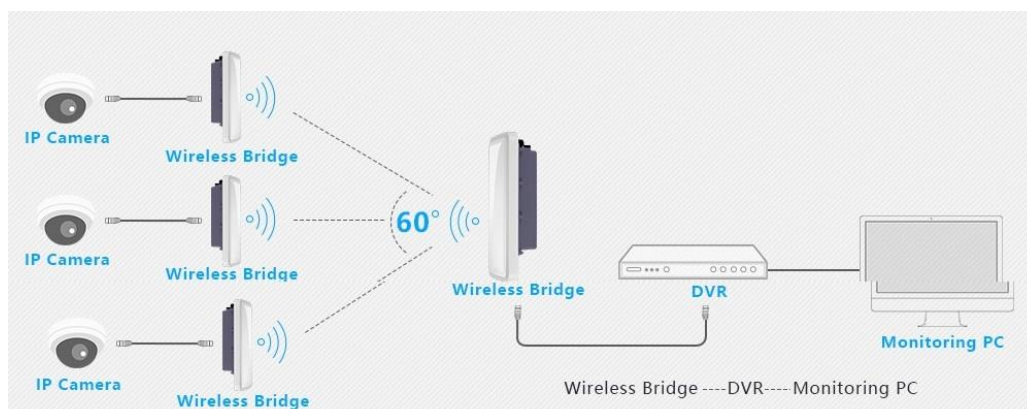 IP Camera
Wireless Bridge
IP Camera
Wireless Bridge
IP Camera
Wireless Bridge
60°
Wireless Bridge
DVR
Monitoring PC
Wireless Bridge ----DVR---- Monitoring PC